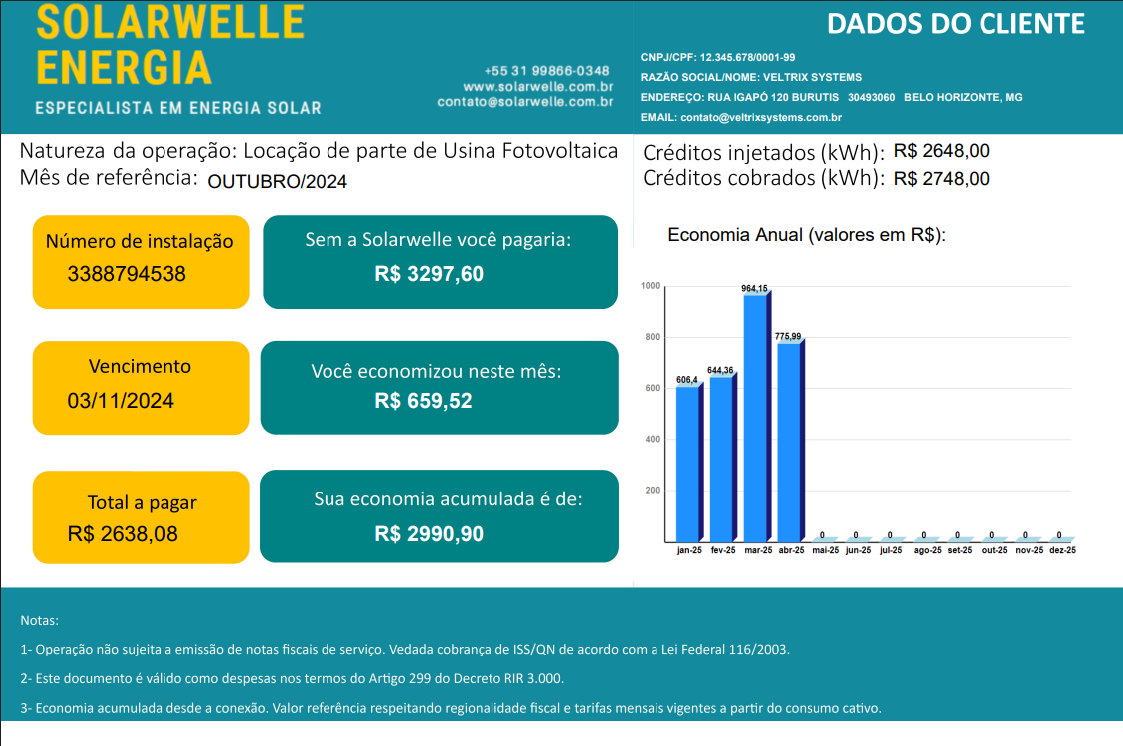 SOLARWELLE
ENERGIA
ESPECIALISTA EM ENERGIA SOLAR
+55 31 99866-0348
www.solarwelle.com.br
contato@solarwelle.com.br
DADOS DO CLIENTE
CNPJ/CPF: 12.345.678/0001-99
RAZÃO SOCIAL/NOME: VELTRIX SYSTEMS
ENDEREÇO: RUA IGAPÓ 120 BURUTIS 30493060 BELO HORIZONTE, MG
EMAIL: contato@veltrixsystems.com.br
Natureza da operação: Locação de parte de Usina Fotovoltaica
Mês de referência: OUTUBRO/2024
Créditos injetados (kWh): R$ 2648,00
Créditos cobrados (kWh): R$ 2748,00
Número de instalação
3388794538
Sem a Solarwelle você pagaria:
R$ 3297,60
Vencimento
03/11/2024
Você economizou neste mês:
R$ 659,52
Total a pagar
R$ 2638,08
Sua economia acumulada é de:
R$ 2990,90
Economia Anual (valores em R$):
1000
800
600
400
200
606,4
644,36
964,15
775,99
0 0 0 0 0 0 0 0
jan-25 fev-25 mar-25 abr-25 mai-25 jun-25 jul-25 ago-25 set-25 out-25 nov-25 dez-25
Notas:
1- Operação não sujeita a emissão de notas fiscais de serviço. Vedada cobrança de ISS/QN de acordo com a Lei Federal 116/2003.
2- Este documento é válido como despesas nos termos do Artigo 299 do Decreto RIR 3.000.
3- Economia acumulada desde a conexão. Valor referência respeitando regionalidade fiscal e tarifas mensais vigentes a partir do consumo cativo.